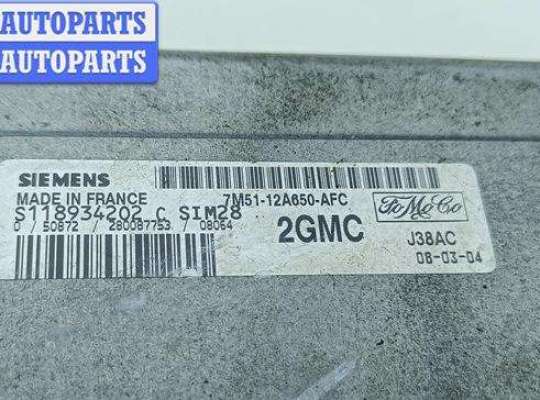 AUTOPARTS
AUTOPARTS
SIEMENS
MADE IN FRANCE
7M51-12A650-AFC
S118934202 C SIM28
0 / 50872 / 280087753 / 08064
2GMC
FoMoCo
J38AC
08-03-04